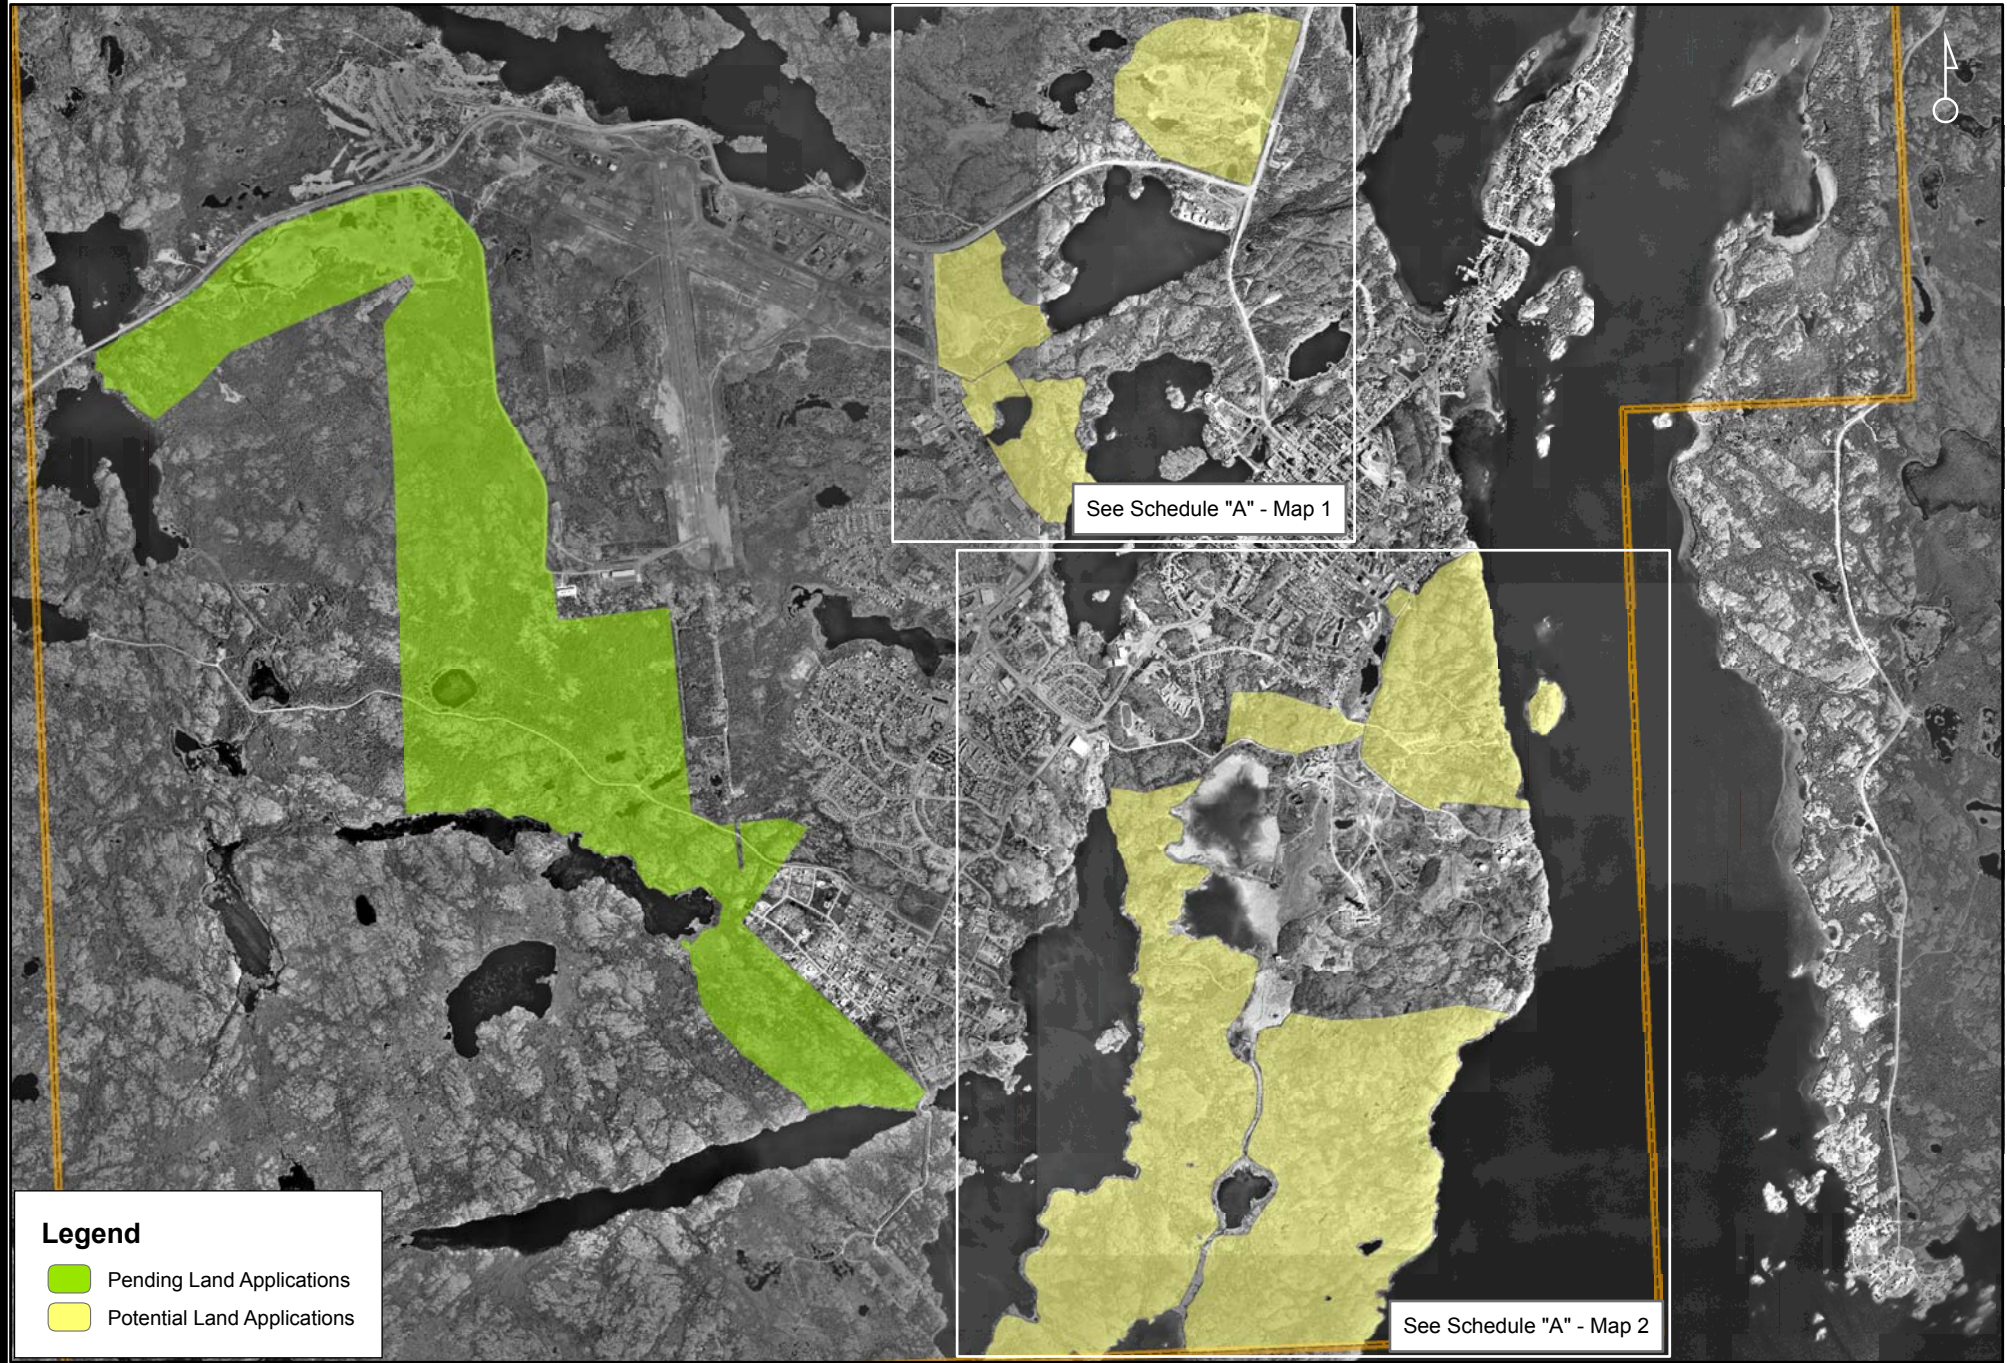 See Schedule "A" - Map 1
See Schedule "A" - Map 2
Legend
Pending Land Applications
Potential Land Applications